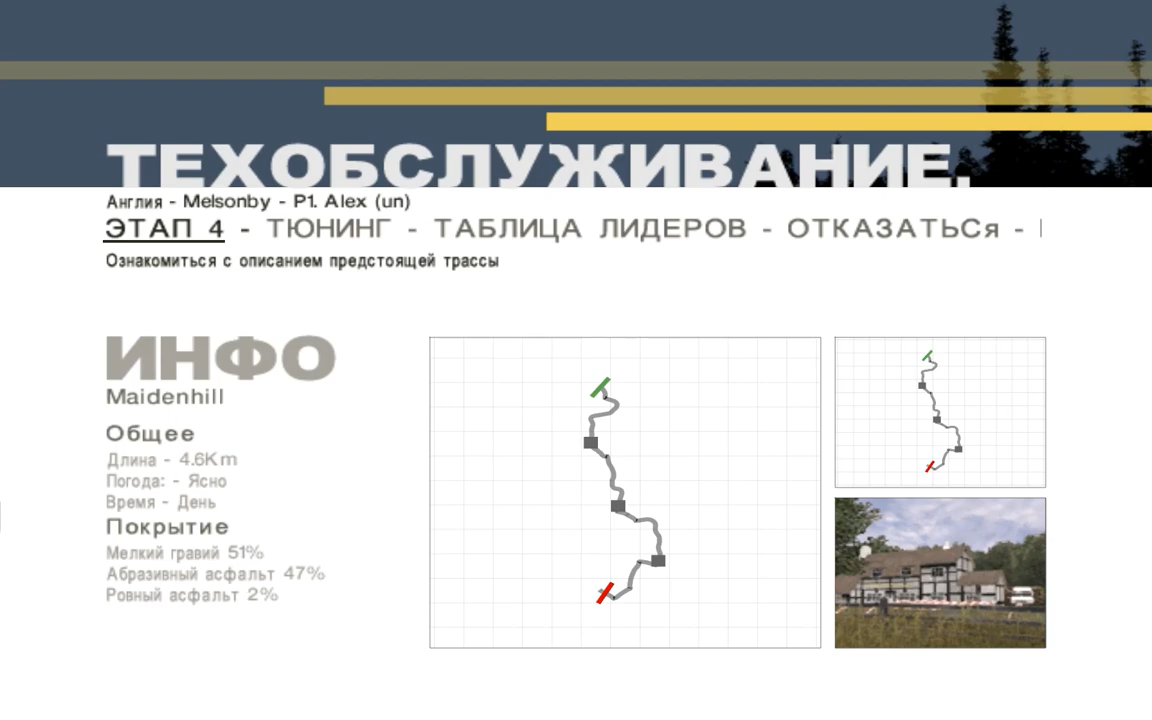 ТЕХОБСЛУЖИВАНИЕ.
Англия - Melsonby - P1. Alex (un)
ЭТАП 4 - ТЮНИНГ - ТАБЛИЦА ЛИДЕРОВ - ОТКАЗАТЬСя -
Ознакомиться с описанием предстоящей трассы
ИНФО
Maidenhill
Общее
Длина - 4.6Km
Погода: - Ясно
Время - День
Покрытие
Мелкий гравий 51%
Абразивный асфальт 47%
Ровный асфальт 2%